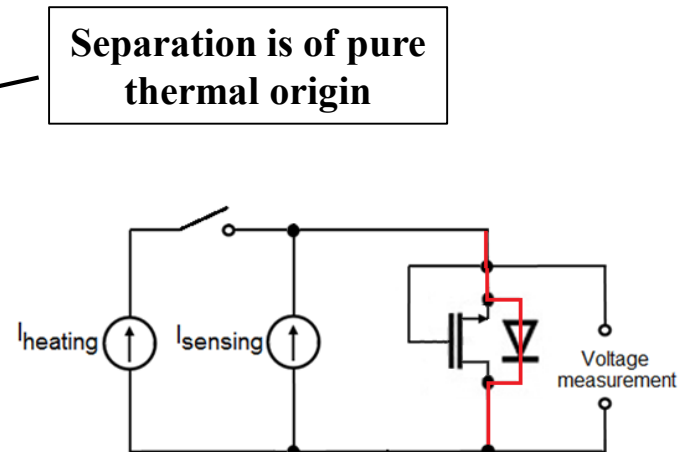 Separation is of pure
thermal origin
Iheating
Isensing
Voltage
measurement